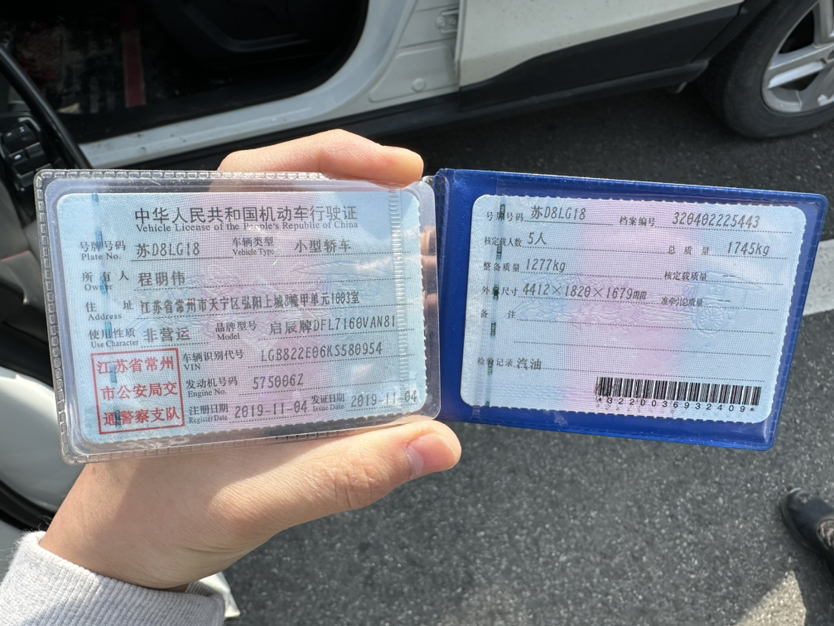 中华人民共和国机动车行驶证
Vehicle License of the People's Republic of China
号牌号码 苏D8LG18 车辆类型 小型轿车
Plate No. Vehicle Type
所有人 程明伟
Owner
住址 江苏省常州市天宁区弘阳上城3幢甲单元1003室
Address
使用性质 非营运 品牌型号 启辰牌DFL7160VAN81
Use Character Model
江苏省常州
市公安局交
通警察支队
车辆识别代号 LGB822E06KS580954
VIN
发动机号码 575006Z
Engine No.
注册日期 2019-11-04 发证日期 2019-11-04
Register Date Issue Date
号牌号码 苏D8LG18 档案编号 320402225443
核定载人数 5人 总质量 1745kg
整备质量 1277kg 核定载质量
外廓尺寸 4412×1820×1679mm 准牵引总质量
备注
检验记录 汽油
*3220036932409*